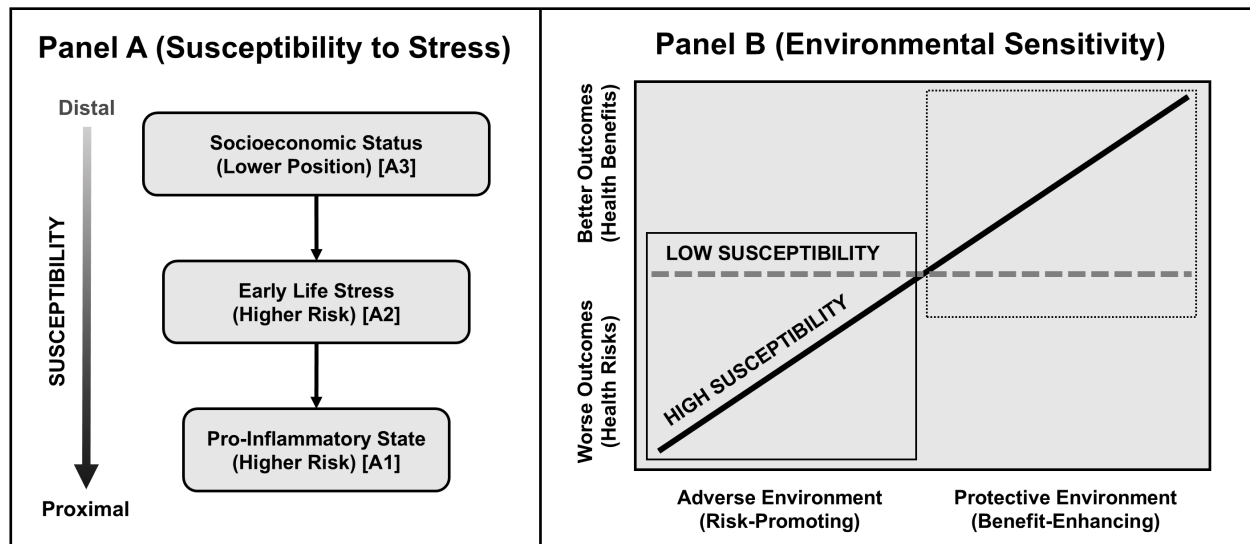 Panel A (Susceptibility to Stress)
Distal
SUSCEPTIBILITY
Proximal
Socioeconomic Status
(Lower Position) [A3]
Early Life Stress
(Higher Risk) [A2]
Pro-Inflammatory State
(Higher Risk) [A1]
Panel B (Environmental Sensitivity)
Better Outcomes
(Health Benefits)
Worse Outcomes
(Health Risks)
LOW SUSCEPTIBILITY
HIGH SUSCEPTIBILITY
Adverse Environment
(Risk-Promoting)
Protective Environment
(Benefit-Enhancing)